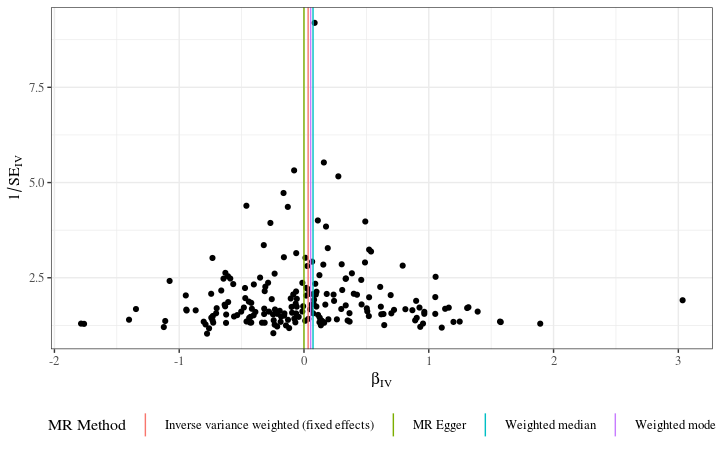 7.5
5.0
2.5
1/SE_IV
-2 -1 0 1 2 3
β_IV
MR Method Inverse variance weighted (fixed effects) MR Egger Weighted median Weighted mode